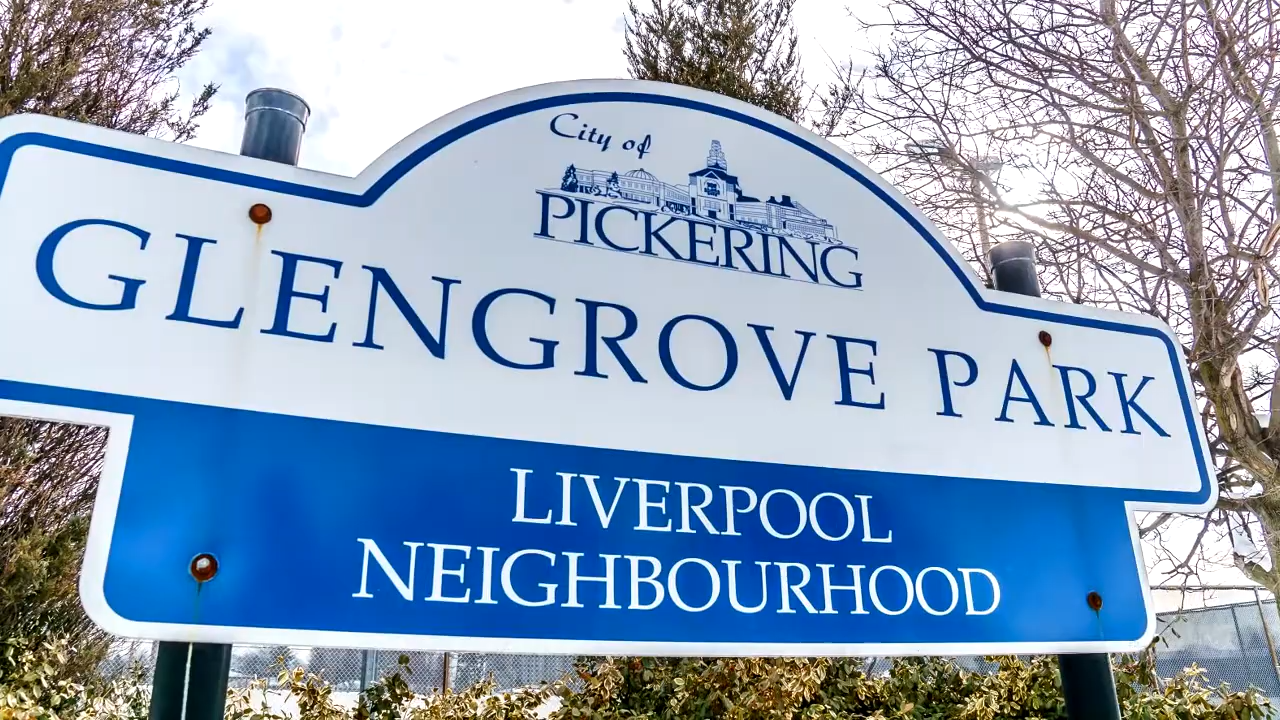 City of
PICKERING
GLENGROVE PARK
LIVERPOOL
NEIGHBOURHOOD